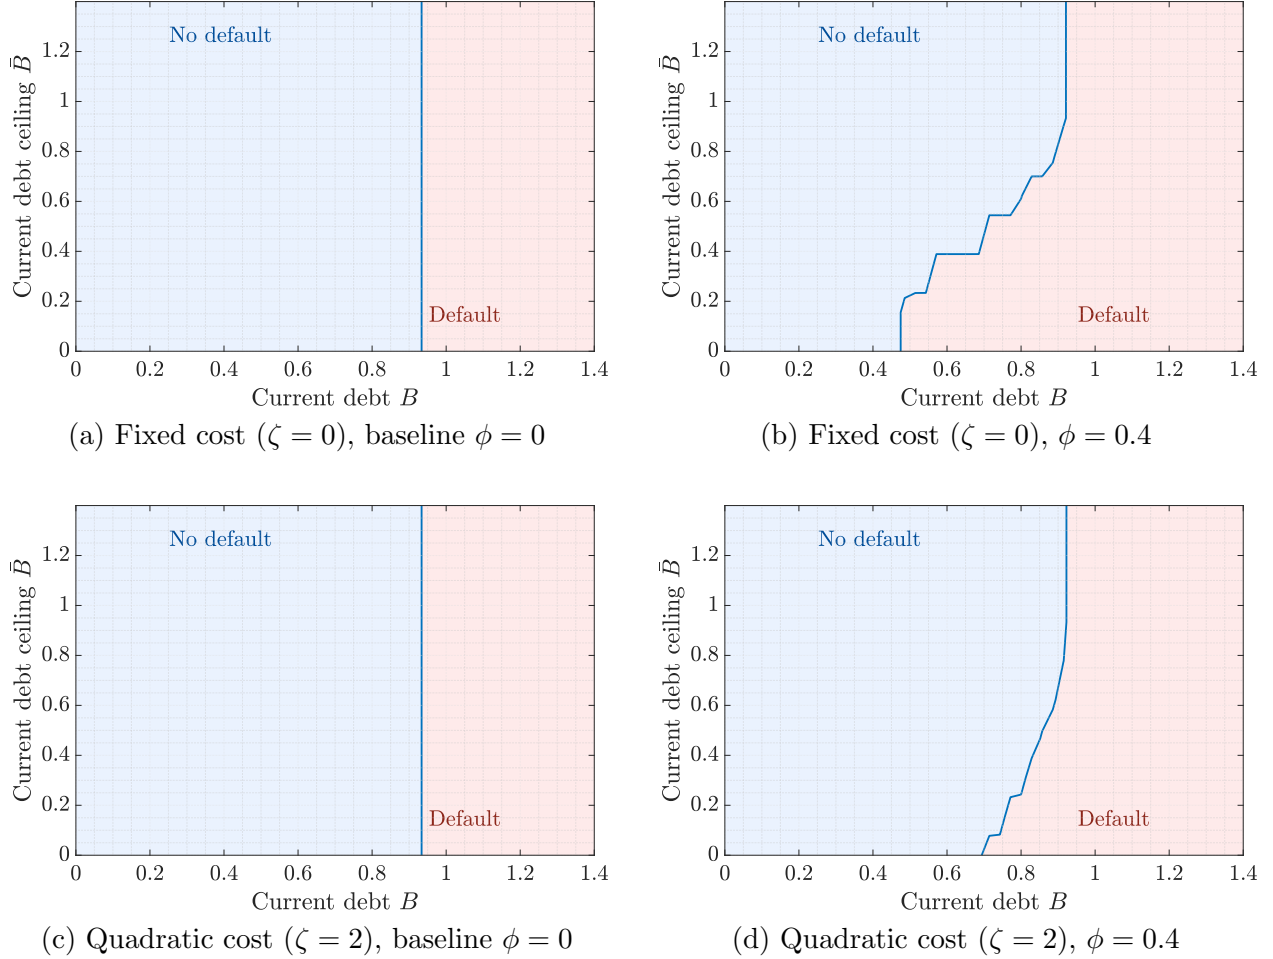 No default
Default
Current debt ceiling B̄
0
0.2
0.4
0.6
0.8
1
1.2
0 0.2 0.4 0.6 0.8 1 1.2 1.4
Current debt B
(a) Fixed cost (ζ = 0), baseline ϕ = 0
No default
Default
Current debt ceiling B̄
0
0.2
0.4
0.6
0.8
1
1.2
0 0.2 0.4 0.6 0.8 1 1.2 1.4
Current debt B
(b) Fixed cost (ζ = 0), ϕ = 0.4
No default
Default
Current debt ceiling B̄
0
0.2
0.4
0.6
0.8
1
1.2
0 0.2 0.4 0.6 0.8 1 1.2 1.4
Current debt B
(c) Quadratic cost (ζ = 2), baseline ϕ = 0
No default
Default
Current debt ceiling B̄
0
0.2
0.4
0.6
0.8
1
1.2
0 0.2 0.4 0.6 0.8 1 1.2 1.4
Current debt B
(d) Quadratic cost (ζ = 2), ϕ = 0.4